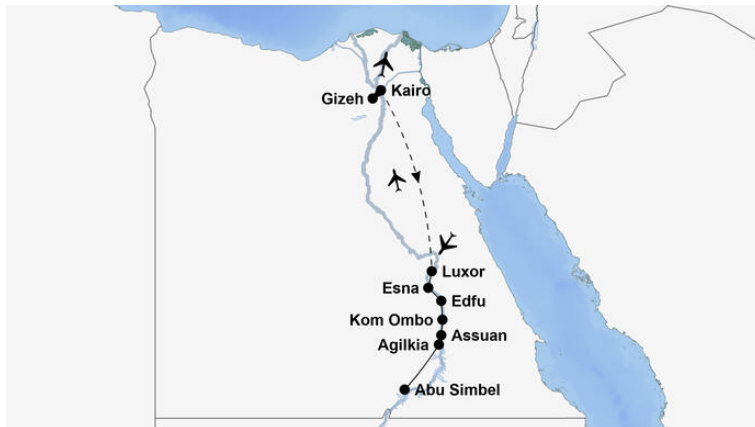 Gizeh
Kairo
Luxor
Esna
Edfu
Kom Ombo
Assuan
Agilkia
Abu Simbel